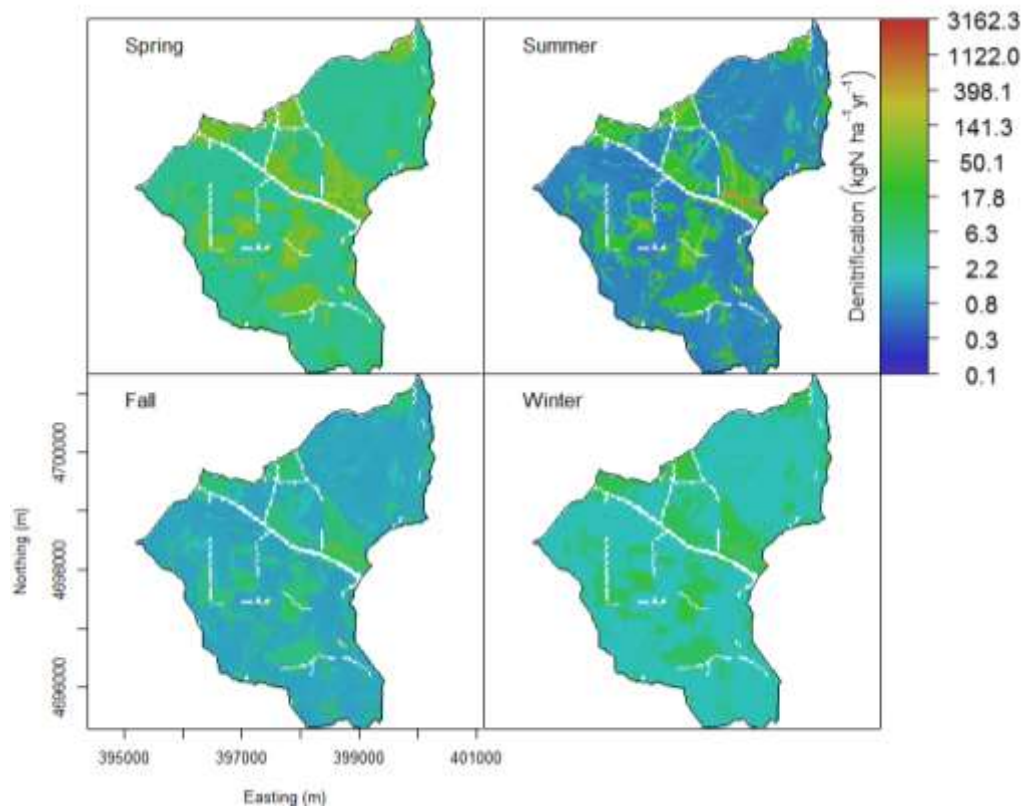 Spring
Summer
Fall
Winter
3162.3
1122.0
398.1
141.3
50.1
17.8
6.3
2.2
0.8
0.3
0.1
Denitrification (kgN ha⁻¹yr⁻¹)
4700000
4698000
4696000
Northing (m)
395000 397000 399000 401000
Easting (m)